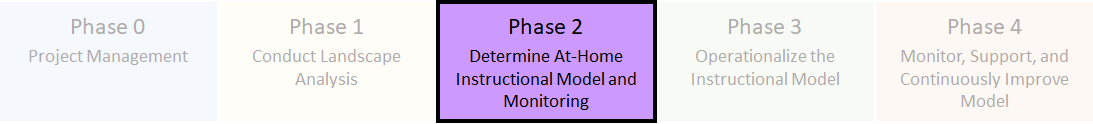 Phase 0
Project Management
Phase 1
Conduct Landscape
Analysis
Phase 2
Determine At-Home
Instructional Model and
Monitoring
Phase 3
Operationalize the
Instructional Model
Phase 4
Monitor, Support, and
Continuously Improve
Model